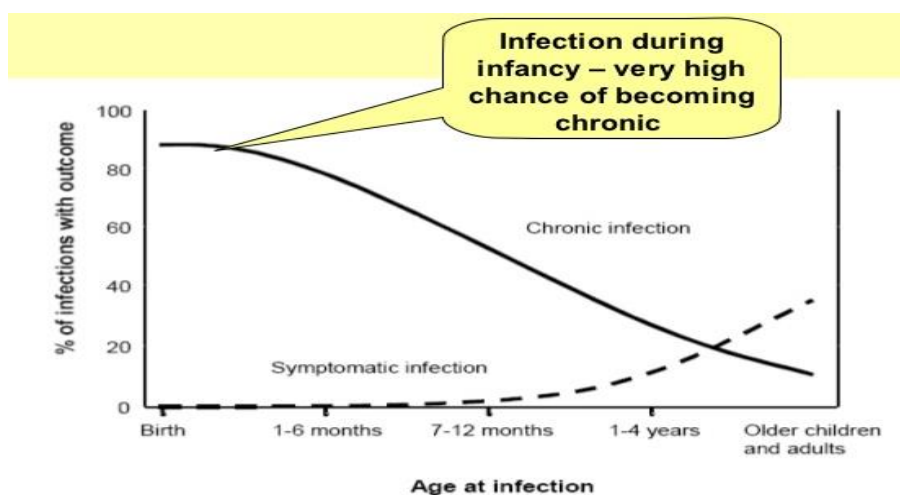 Infection during
infancy – very high
chance of becoming
chronic
100
80
60
40
20
0
% of infections with outcome
Chronic infection
Symptomatic infection
Birth
1-6 months
7-12 months
1-4 years
Older children
and adults
Age at infection